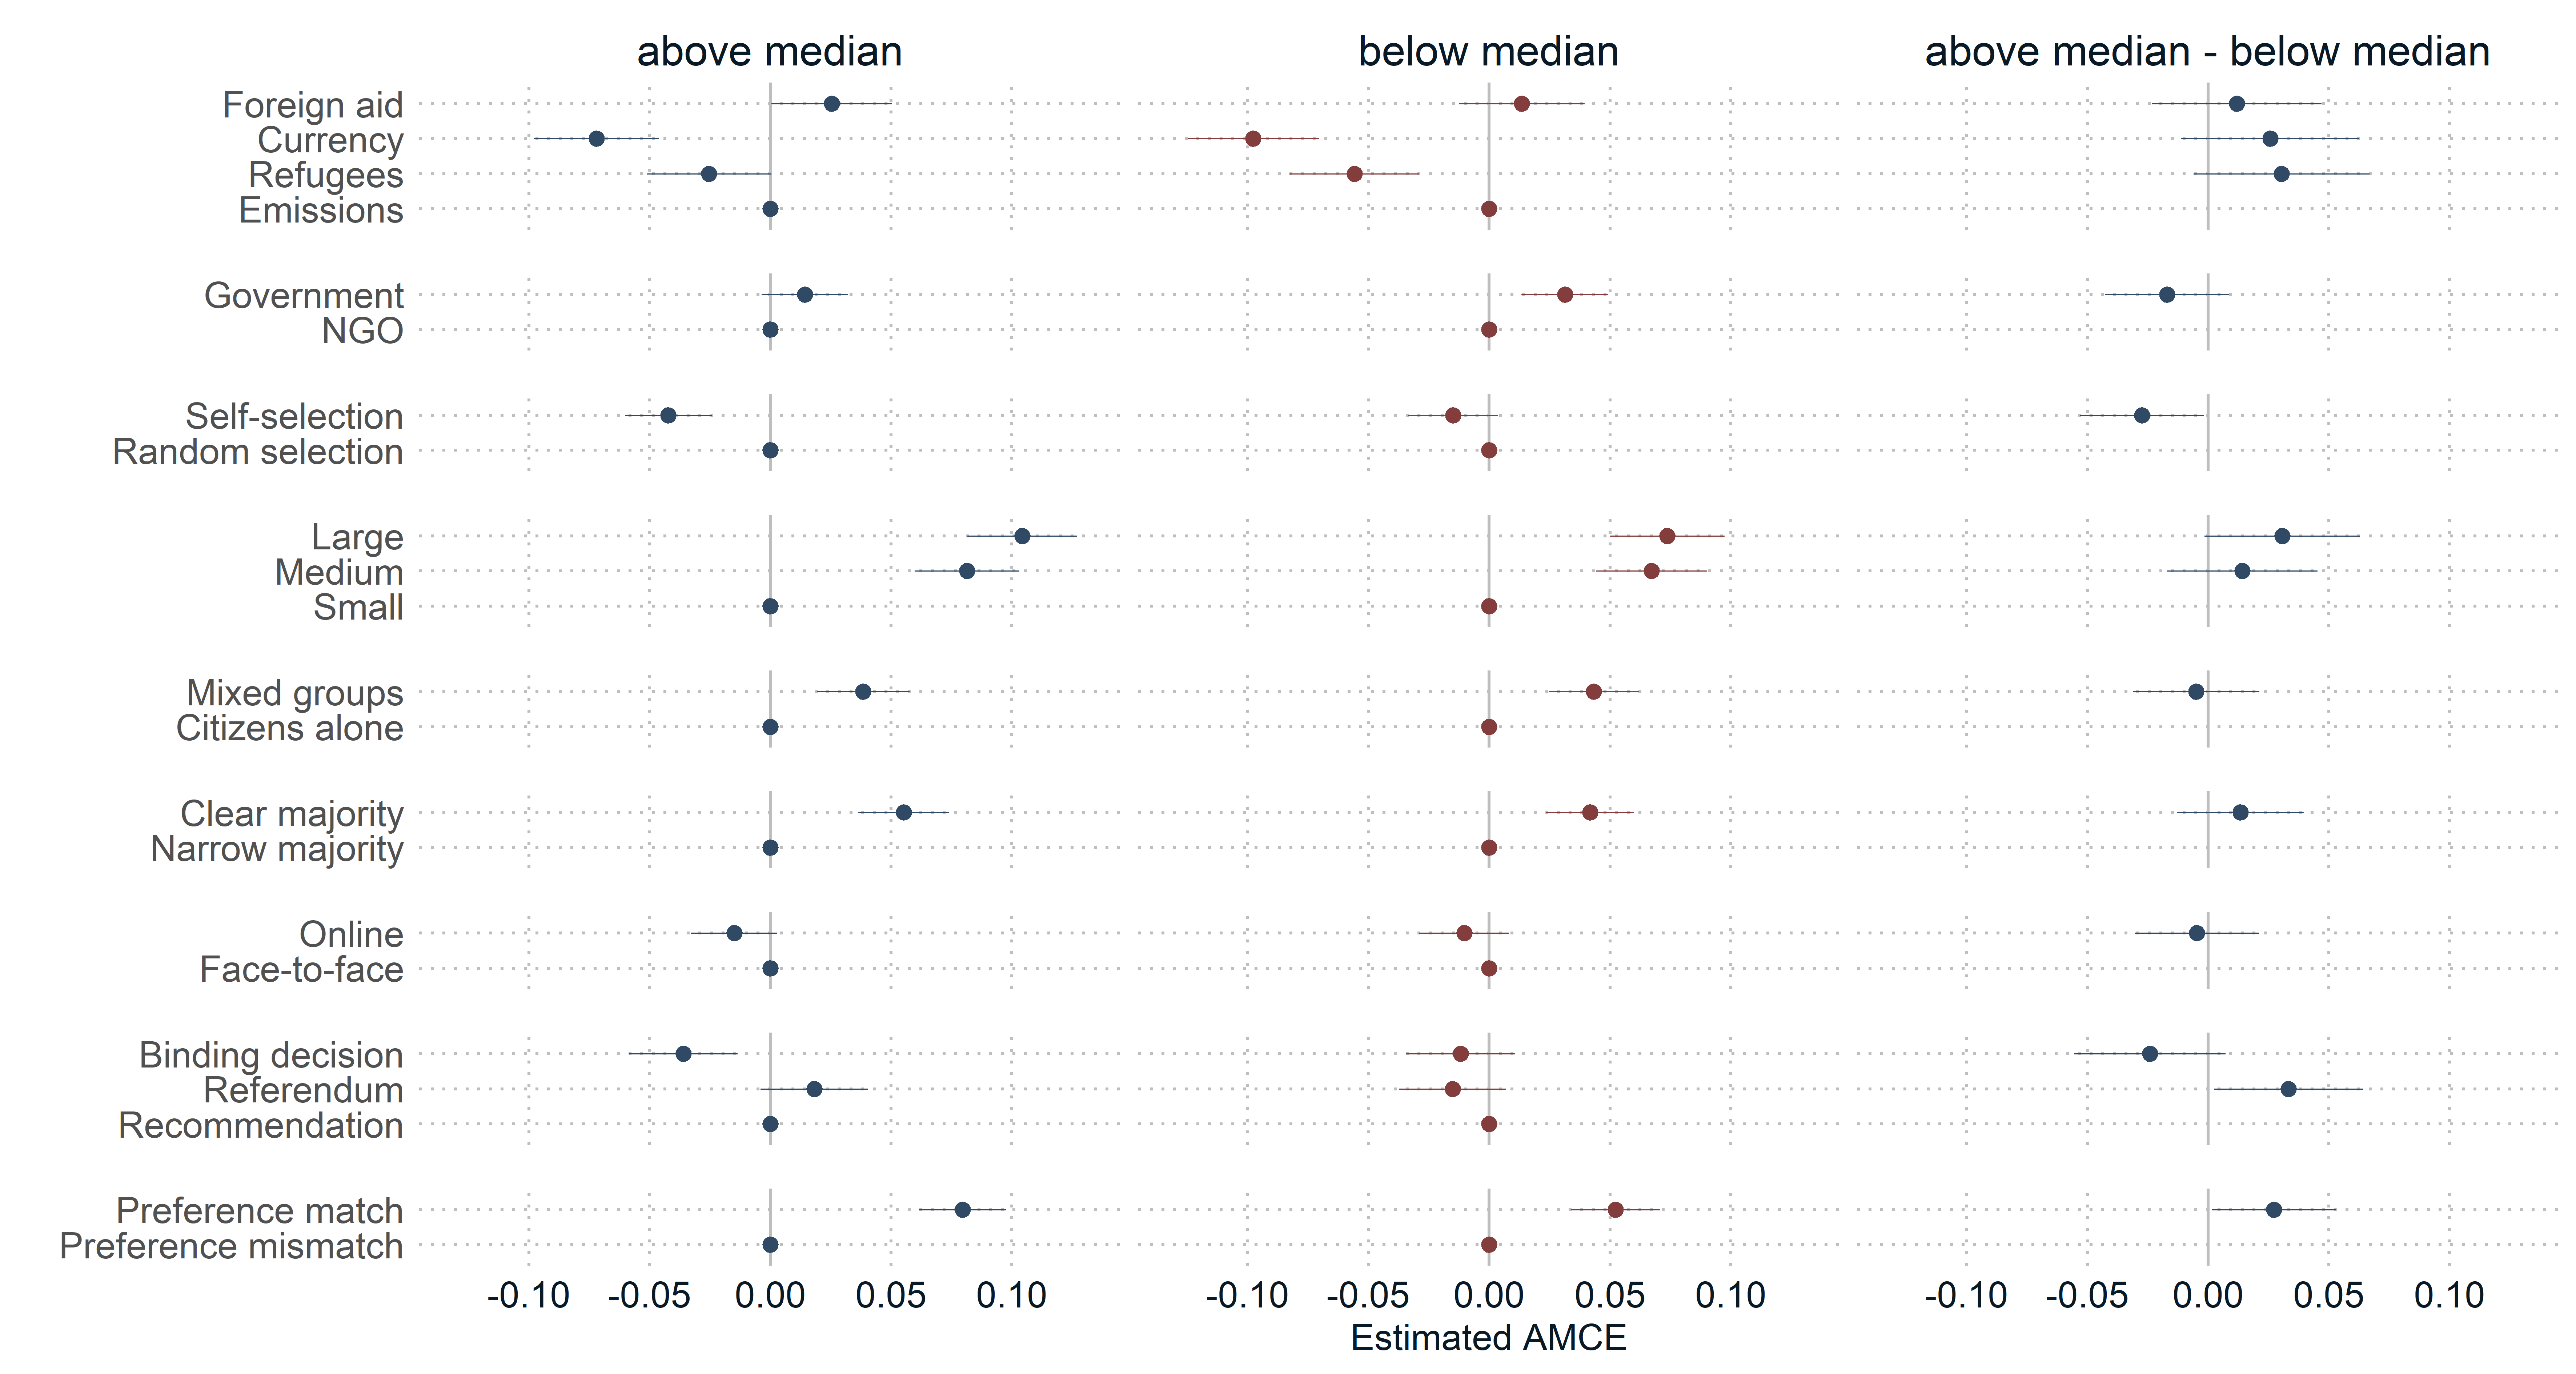 above median below median above median - below median
Foreign aid
Currency
Refugees
Emissions
Government
NGO
Self-selection
Random selection
Large
Medium
Small
Mixed groups
Citizens alone
Clear majority
Narrow majority
Online
Face-to-face
Binding decision
Referendum
Recommendation
Preference match
Preference mismatch
-0.10 -0.05 0.00 0.05 0.10 -0.10 -0.05 0.00 0.05 0.10 -0.10 -0.05 0.00 0.05 0.10
Estimated AMCE